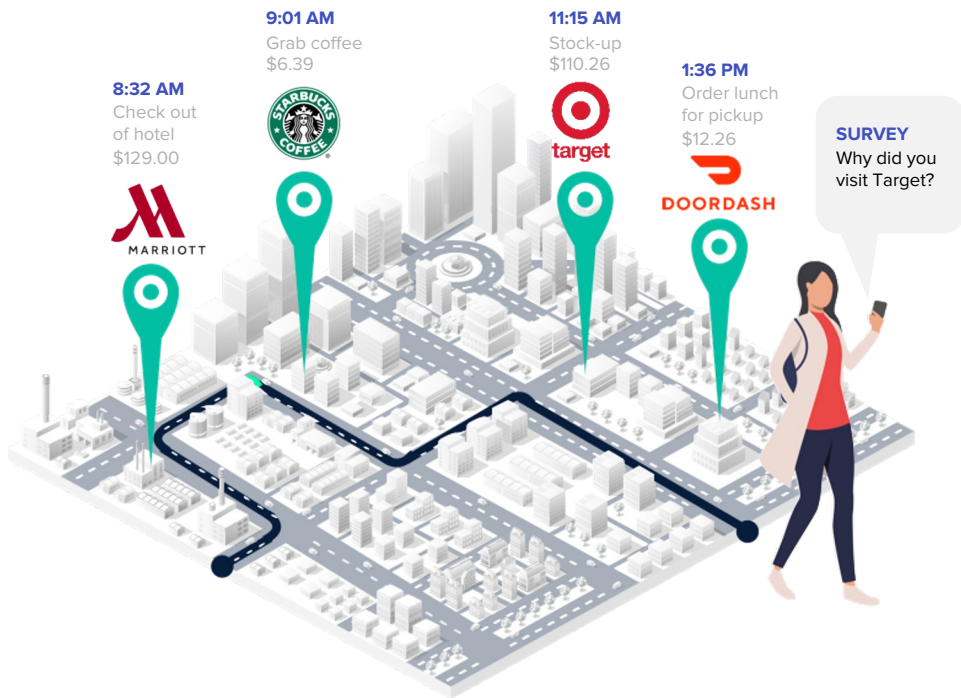 8:32 AM
Check out
of hotel
$129.00
MARRIOTT
9:01 AM
Grab coffee
$6.39
STARBUCKS
COFFEE
11:15 AM
Stock-up
$110.26
target
1:36 PM
Order lunch
for pickup
$12.26
DOORDASH
SURVEY
Why did you
visit Target?